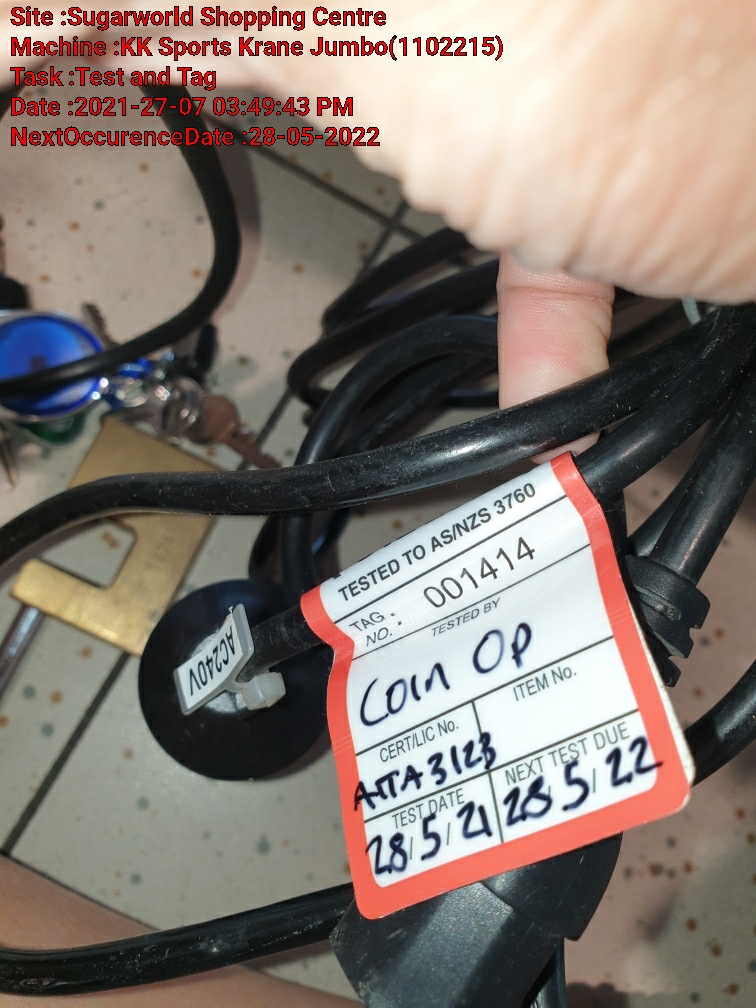 Site :Sugarworld Shopping Centre
Machine :KK Sports Krane Jumbo(1102215)
Task :Test and Tag
Date :2021-27-07 03:49:43 PM
NextOccurenceDate :28-05-2022
TESTED TO AS/NZS 3760
TAG NO. : 001414
TESTED BY
Coin Op
CERT/LIC No.
ITEM No.
AITA3123
TEST DATE
NEXT TEST DUE
28/5/21
28/5/22
AC240V